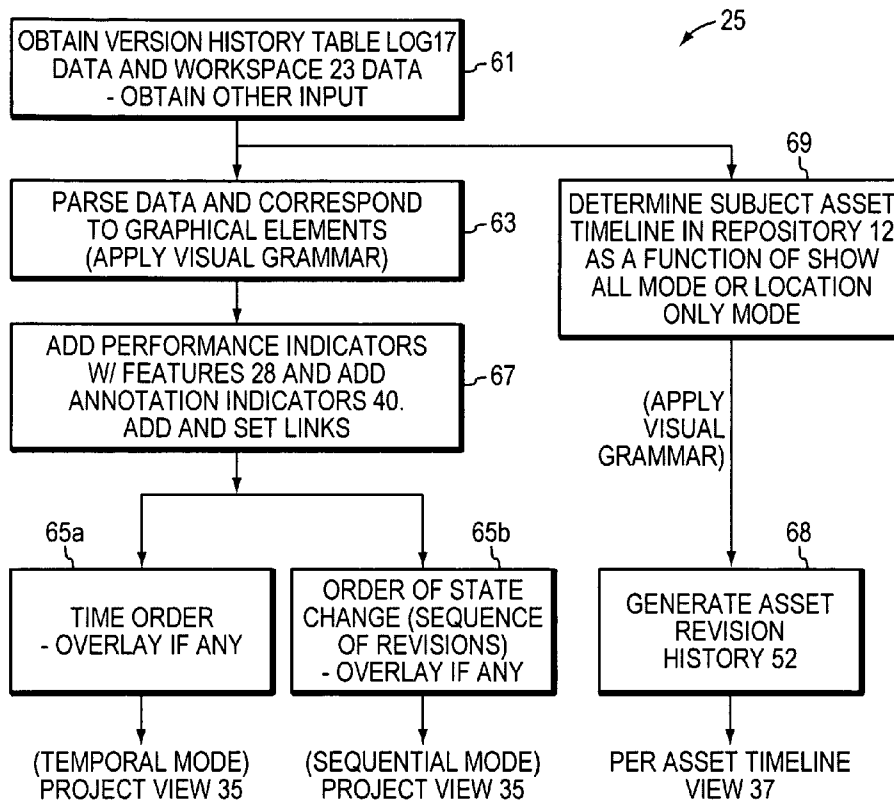 25
OBTAIN VERSION HISTORY TABLE LOG17
DATA AND WORKSPACE 23 DATA
- OBTAIN OTHER INPUT
61
69
PARSE DATA AND CORRESPOND
TO GRAPHICAL ELEMENTS
(APPLY VISUAL GRAMMAR)
63
DETERMINE SUBJECT ASSET
TIMELINE IN REPOSITORY 12
AS A FUNCTION OF SHOW
ALL MODE OR LOCATION
ONLY MODE
ADD PERFORMANCE INDICATORS
W/ FEATURES 28 AND ADD
ANNOTATION INDICATORS 40.
ADD AND SET LINKS
67
(APPLY
VISUAL
GRAMMAR)
65a
TIME ORDER
- OVERLAY IF ANY
65b
ORDER OF STATE
CHANGE (SEQUENCE
OF REVISIONS)
- OVERLAY IF ANY
68
GENERATE ASSET
REVISION
HISTORY 52
(TEMPORAL MODE)
PROJECT VIEW 35
(SEQUENTIAL MODE)
PROJECT VIEW 35
PER ASSET TIMELINE
VIEW 37